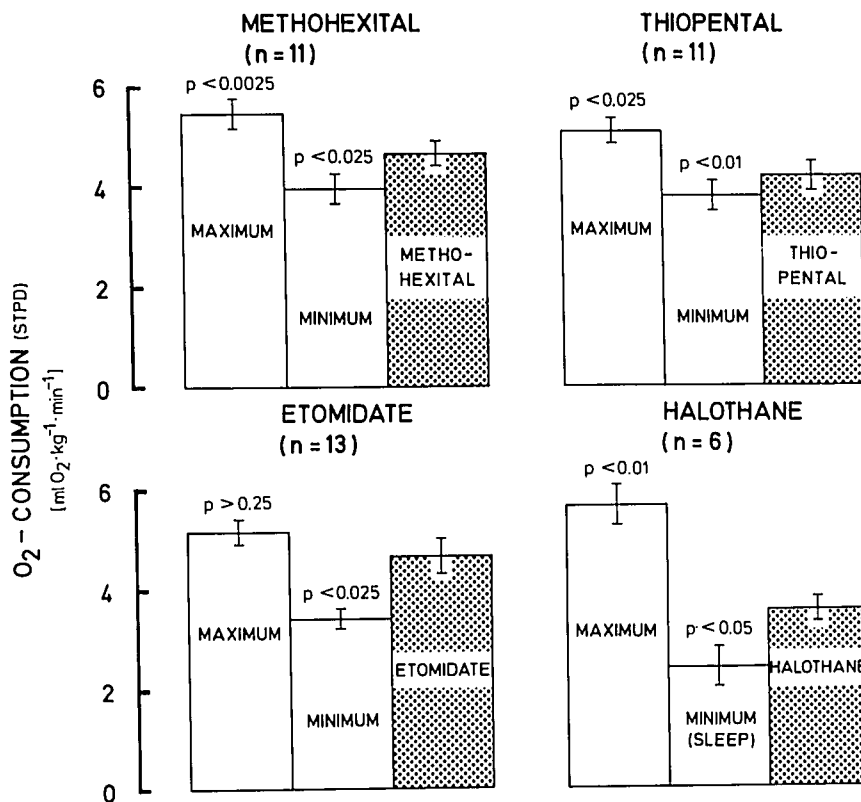 METHOHEXITAL
(n=11)
THIOPENTAL
(n=11)
O₂-CONSUMPTION (STPD)
[ml O₂·kg⁻¹·min⁻¹]
6
4
2
0
p <0.0025
MAXIMUM
p <0.025
MINIMUM
METHO-
HEXITAL
p <0.025
MAXIMUM
p <0.01
MINIMUM
THIO-
PENTAL
ETOMIDATE
(n=13)
HALOTHANE
(n=6)
6
4
2
0
p >0.25
MAXIMUM
p <0.025
MINIMUM
ETOMIDATE
p <0.01
MAXIMUM
p <0.05
MINIMUM
(SLEEP)
HALOTHANE